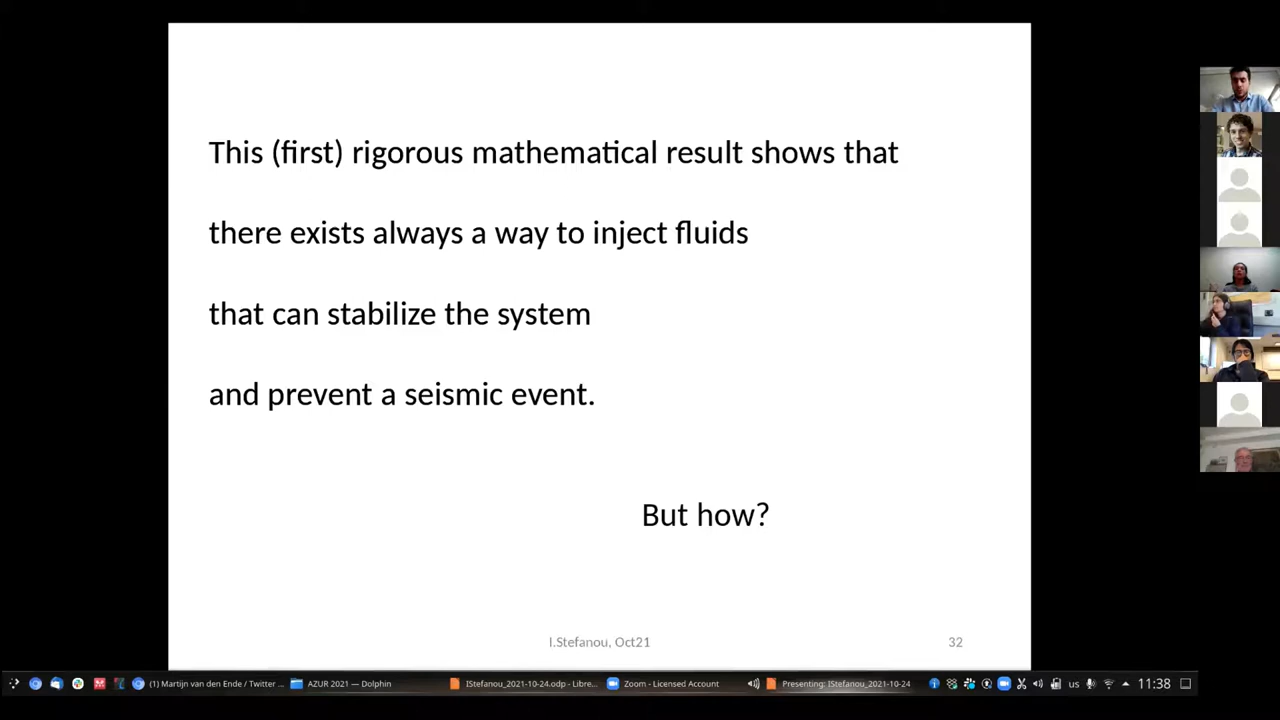 This (first) rigorous mathematical result shows that
there exists always a way to inject fluids
that can stabilize the system
and prevent a seismic event.
But how?
I.Stefanou, Oct21
32
(1) Martijn van den Ende / Twitter ...
AZUR 2021 — Dolphin
IStefanou_2021-10-24.odp - Libre...
Zoom - Licensed Account
Presenting: IStefanou_2021-10-24
us
11:38